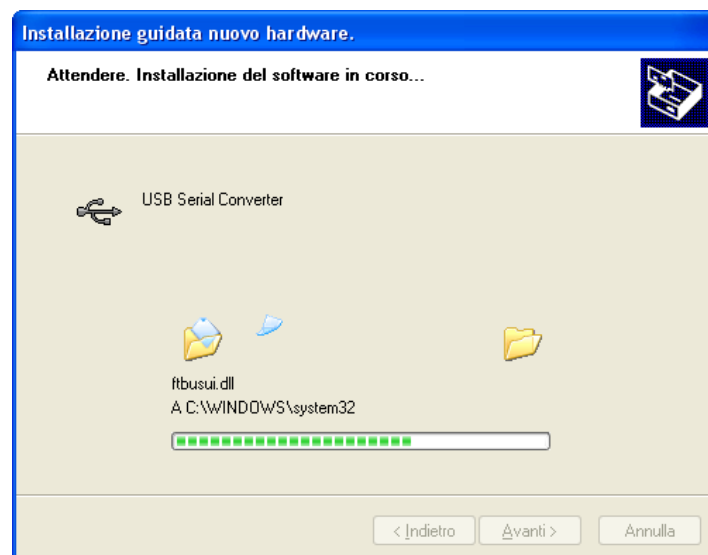 Installazione guidata nuovo hardware.
Attendere. Installazione del software in corso...
USB Serial Converter
ftbusui.dll
A C:\WINDOWS\system32
< Indietro
Avanti >
Annulla